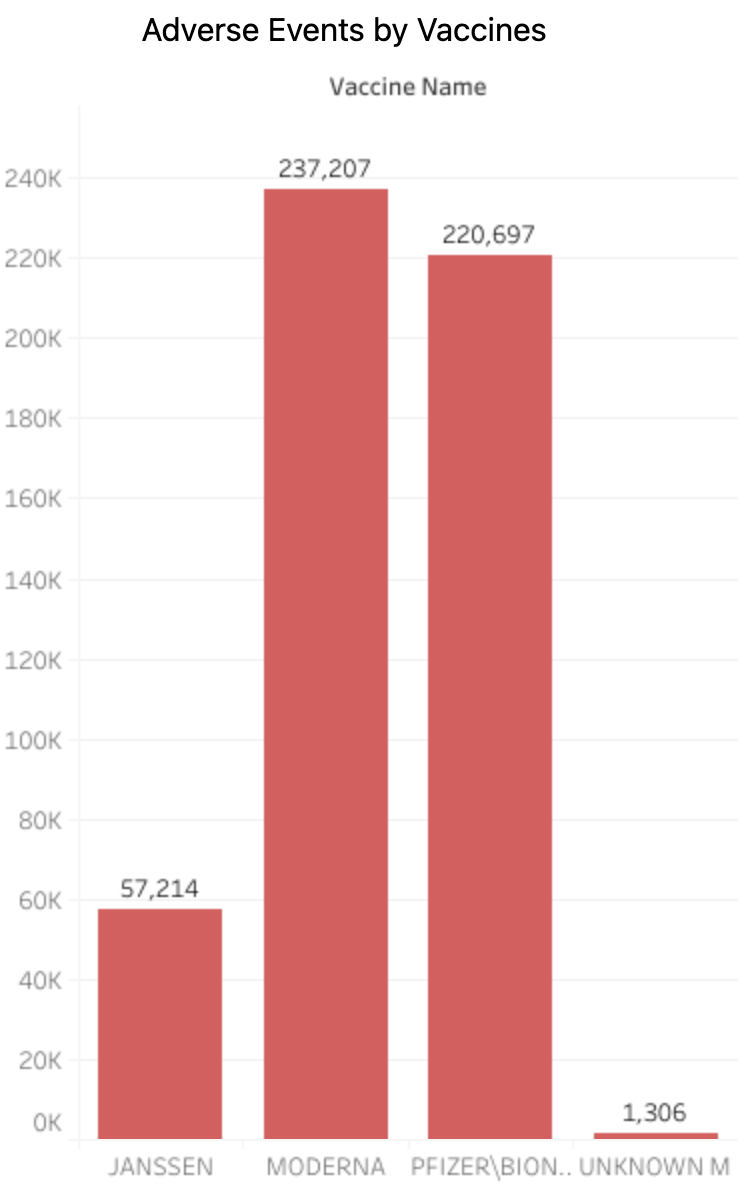 Adverse Events by Vaccines
Vaccine Name
240K
220K
200K
180K
160K
140K
120K
100K
80K
60K
40K
20K
0K
57,214
237,207
220,697
1,306
JANSSEN
MODERNA
PFIZER\BION..
UNKNOWN M